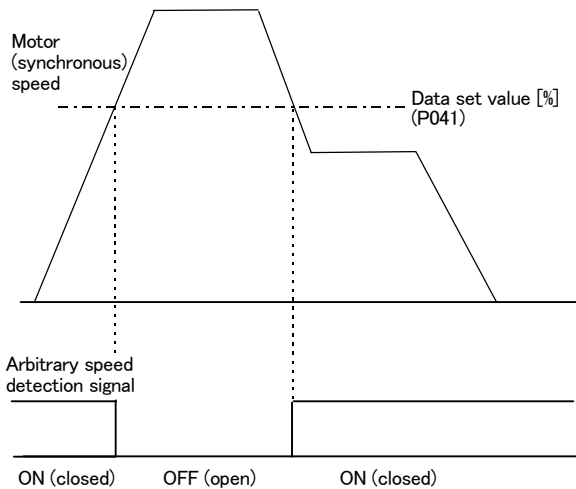 Motor
(synchronous)
speed
Data set value [%]
(P041)
Arbitrary speed
detection signal
ON (closed)
OFF (open)
ON (closed)